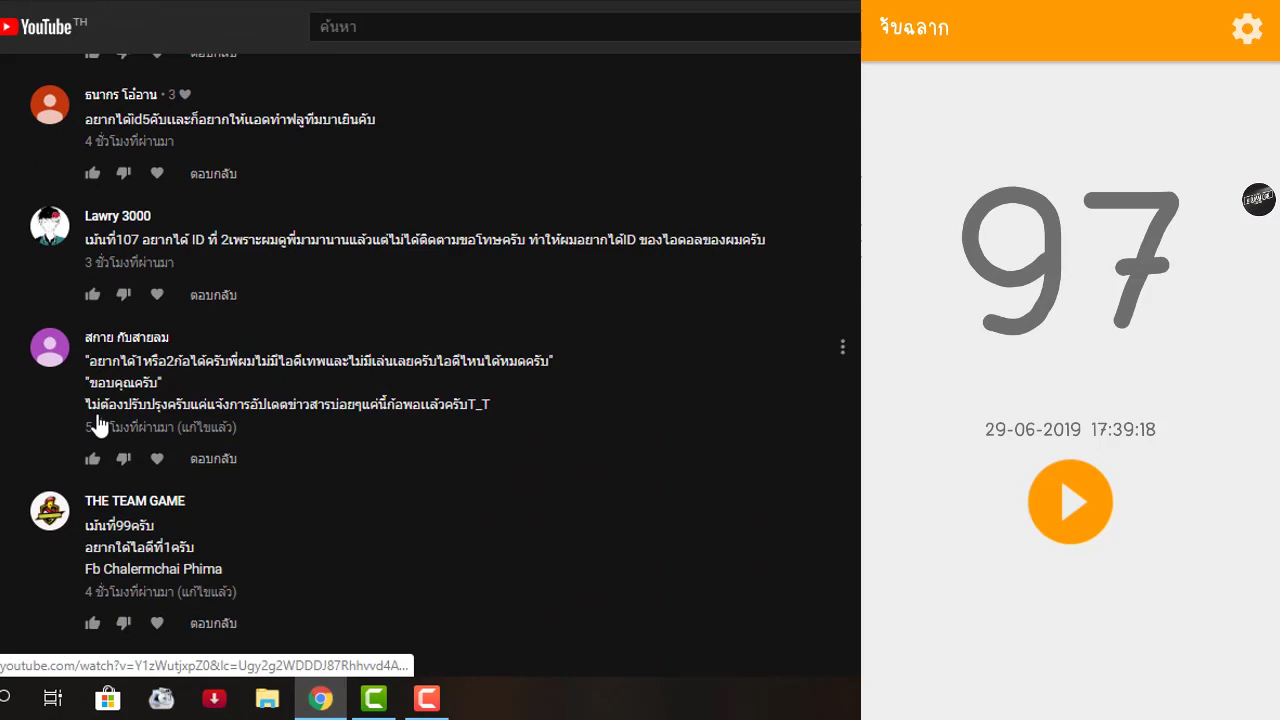 YouTube TH
ค้นหา
จับฉลาก
ตอบกลับ
ธนากร โอ๋อาน • 3
อยากได้id5คับและก็อยากให้แอดทำฟลูทีมบาเยินคับ
4 ชั่วโมงที่ผ่านมา
ตอบกลับ
Lawry 3000
เม้นที่107 อยากได้ ID ที่ 2เพราะผมดูพี่มามานานแล้วแต่ไม่ได้ติดตามขอโทษครับ ทำให้ผมอยากได้ID ของไอดอลของผมครับ
3 ชั่วโมงที่ผ่านมา
ตอบกลับ
สกาย กับสายลม
"อยากได้1หรือ2ก้อได้ครับพี่ผมไม่มีไอดีเทพและไม่มีเล่นเลยครับไอดีไหนได้หมดครับ"
"ขอบคุณครับ"
ไม่ต้องปรับปรุงครับแค่แจ้งการอัปเดตข่าวสารบ่อยๆแค่นี้ก้อพอแล้วครับT_T
5 ชั่วโมงที่ผ่านมา (แก้ไขแล้ว)
ตอบกลับ
THE TEAM GAME
เม้นที่99ครับ
อยากใด้ไอดีที่1ครับ
Fb Chalermchai Phima
4 ชั่วโมงที่ผ่านมา (แก้ไขแล้ว)
ตอบกลับ
youtube.com/watch?v=Y1zWutjxpZ0&lc=Ugy2g2WDDDJ87Rhhvvd4A...
97
29-06-2019 17:39:18